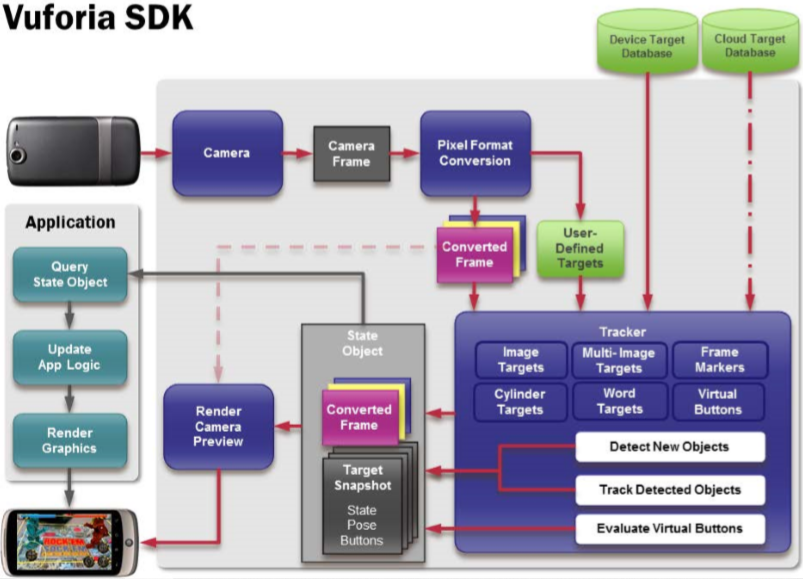 Vuforia SDK
Device Target
Database
Cloud Target
Database
Camera
Camera
Frame
Pixel Format
Conversion
Application
Query
State Object
Update
App Logic
Render
Graphics
Converted
Frame
User-
Defined
Targets
State
Object
Converted
Frame
Target
Snapshot
State
Pose
Buttons
Render
Camera
Preview
Tracker
Image
Targets
Multi-Image
Targets
Frame
Markers
Cylinder
Targets
Word
Targets
Virtual
Buttons
Detect New Objects
Track Detected Objects
Evaluate Virtual Buttons